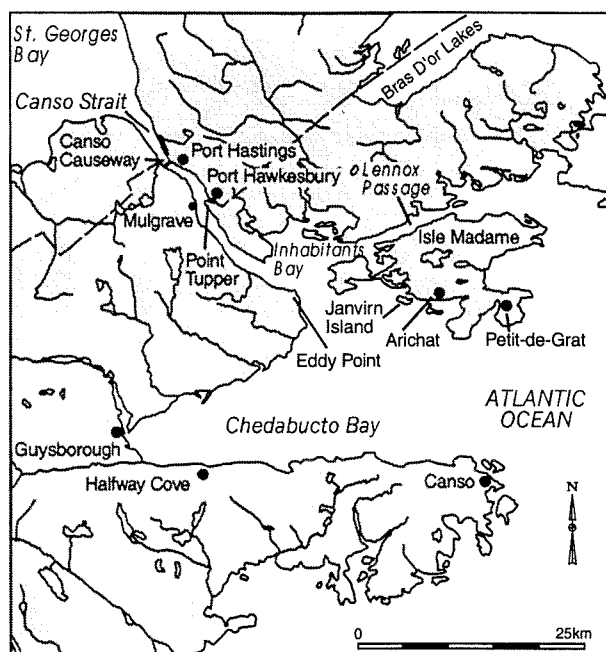 St. Georges
Bay
Bras D'or Lakes
Canso Strait
Canso
Causeway
Port Hastings
Port Hawkesbury
Lennox
Passage
Mulgrave
Isle Madame
Point
Tupper
Inhabitants
Bay
Janvirn
Island
Arichat
Petit-de-Grat
Eddy Point
ATLANTIC
OCEAN
Chedabucto Bay
Guysborough
Halfway Cove
Canso
N
0
25km